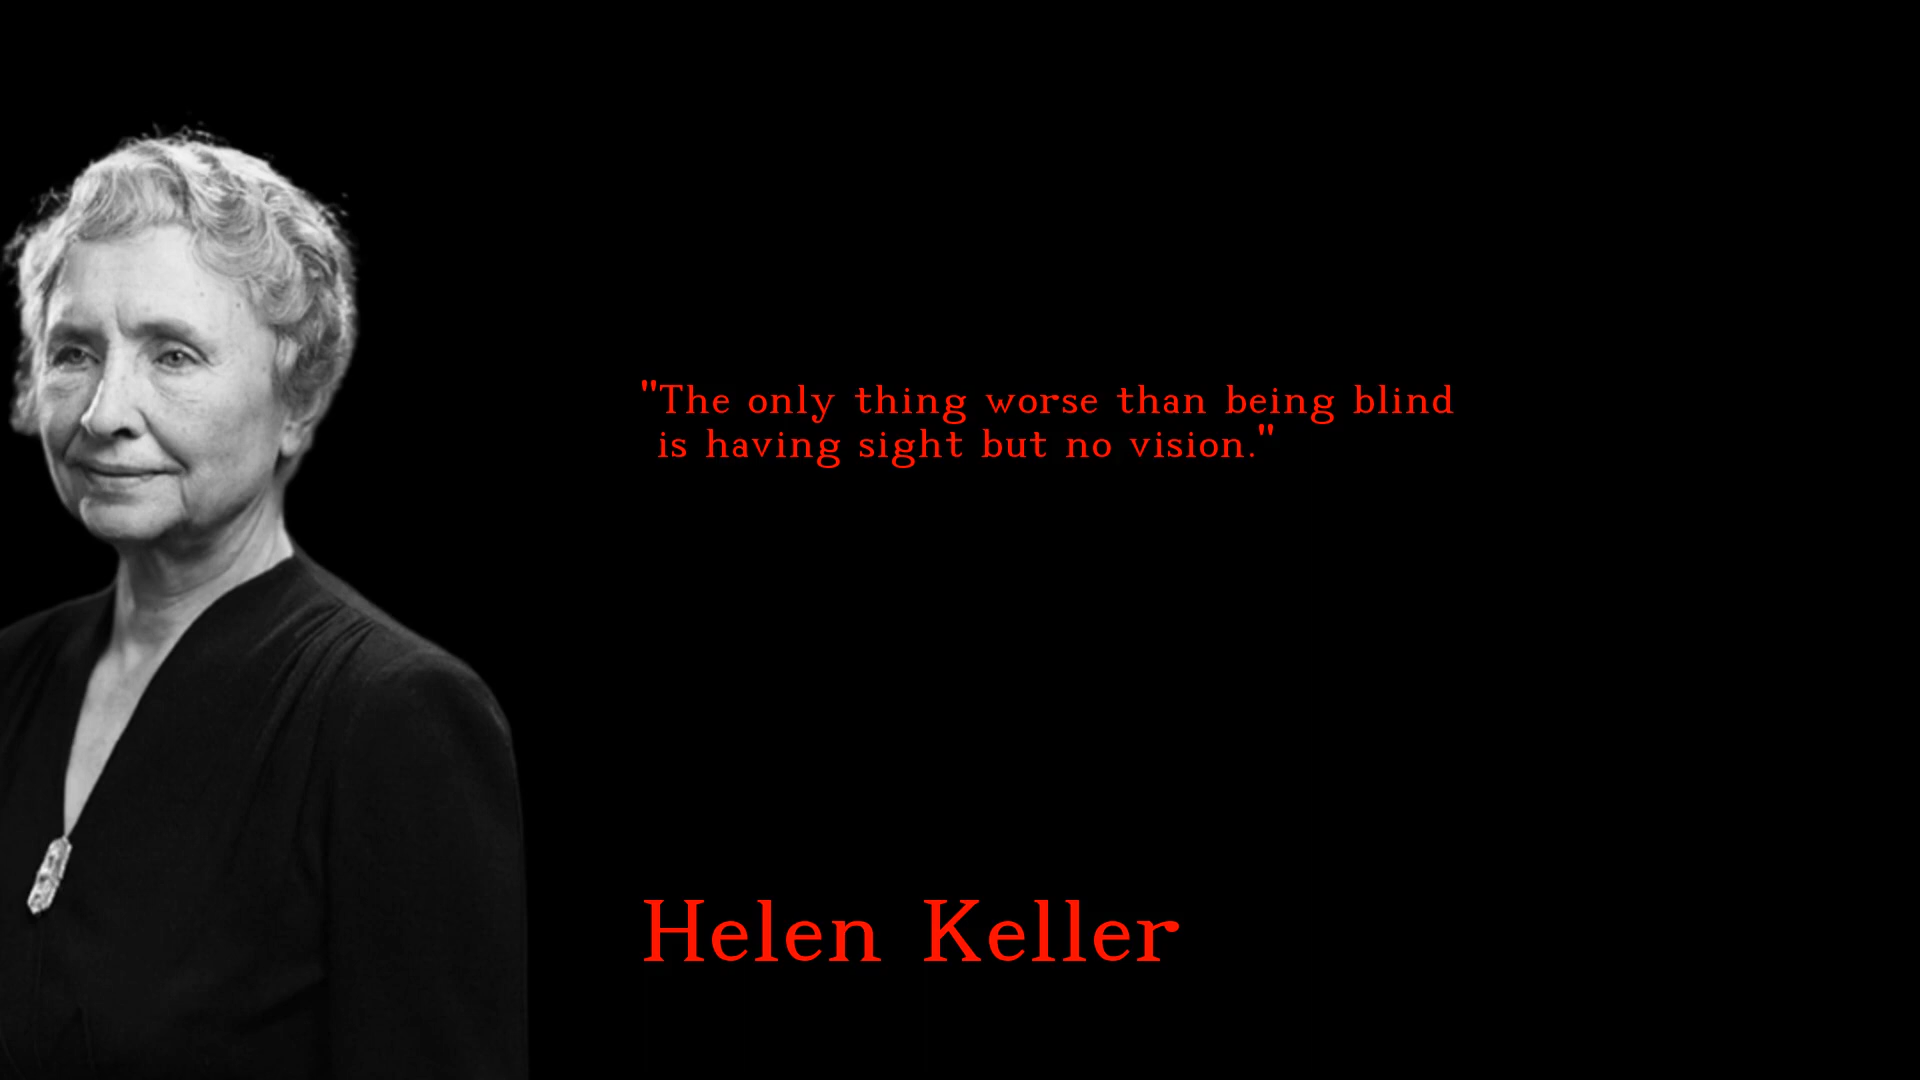 "The only thing worse than being blind
is having sight but no vision."
Helen Keller